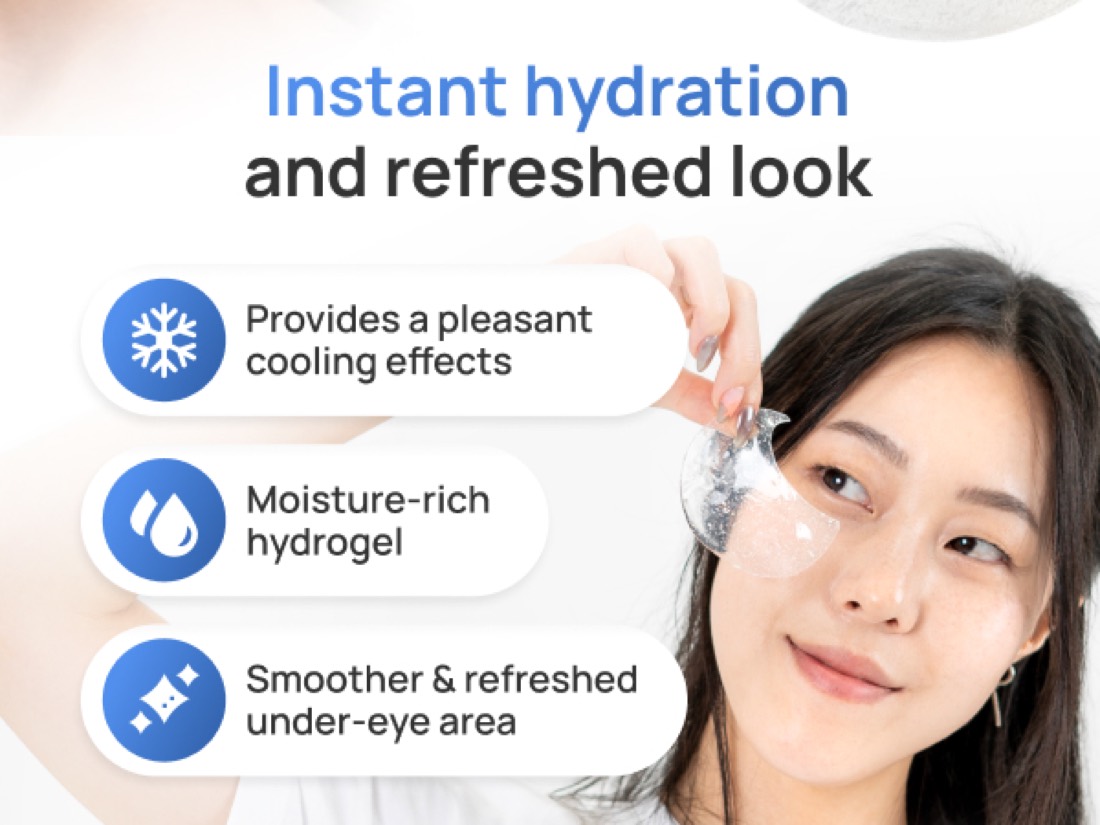 Instant hydration
and refreshed look
Provides a pleasant
cooling effects
Moisture-rich
hydrogel
Smoother & refreshed
under-eye area